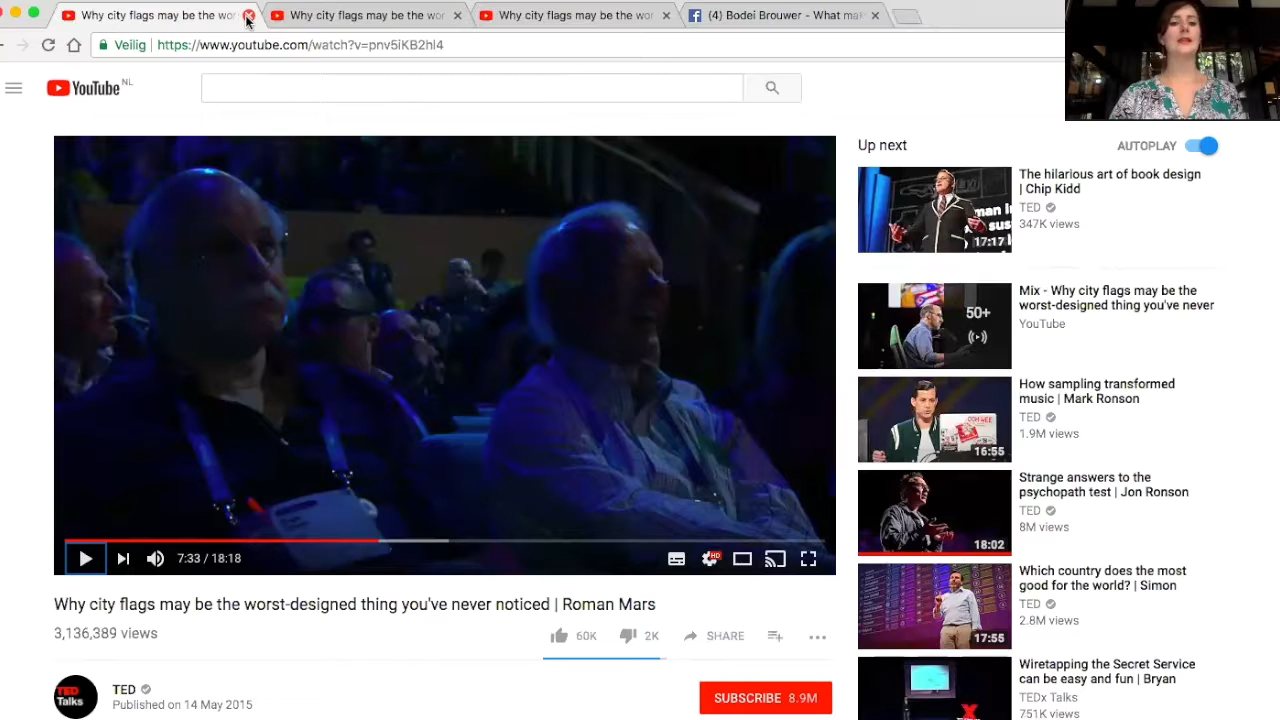 Why city flags may be the wor
Why city flags may be the wor
Why city flags may be the wo
(4) Bodei Brouwer - What ma
Veilig
https://www.youtube.com/watch?v=pnv5iKB2hl4
YouTube NL
Up next
AUTOPLAY
The hilarious art of book design
| Chip Kidd
TED
347K views
17:17
Mix - Why city flags may be the
worst-designed thing you've never
YouTube
50+
How sampling transformed
music | Mark Ronson
TED
1.9M views
16:55
Strange answers to the
psychopath test | Jon Ronson
TED
8M views
18:02
Which country does the most
good for the world? | Simon
TED
2.8M views
17:55
Wiretapping the Secret Service
can be easy and fun | Bryan
TEDx Talks
751K views
X
7:33 / 18:18
HD
Why city flags may be the worst-designed thing you've never noticed | Roman Mars
3,136,389 views
60K
2K
SHARE
TED
Talks
TED
Published on 14 May 2015
SUBSCRIBE 8.9M